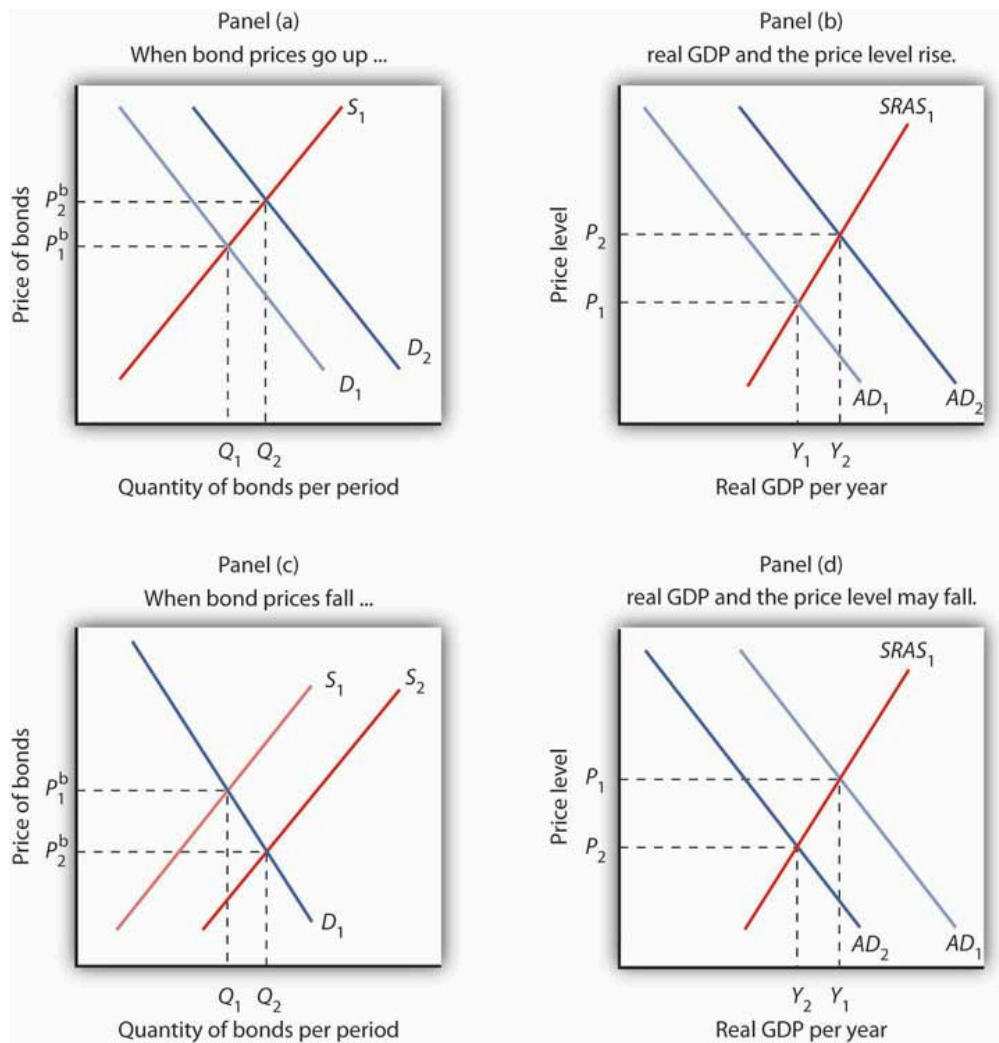 Panel (a)
When bond prices go up ...
Price of bonds
P₂ᵇ
P₁ᵇ
S₁
D₂
D₁
Q₁ Q₂
Quantity of bonds per period
Panel (b)
real GDP and the price level rise.
Price level
P₂
P₁
SRAS₁
AD₁
AD₂
Y₁ Y₂
Real GDP per year
Panel (c)
When bond prices fall ...
Price of bonds
P₁ᵇ
P₂ᵇ
S₁
S₂
D₁
Q₁ Q₂
Quantity of bonds per period
Panel (d)
real GDP and the price level may fall.
Price level
P₁
P₂
SRAS₁
AD₂
AD₁
Y₂ Y₁
Real GDP per year